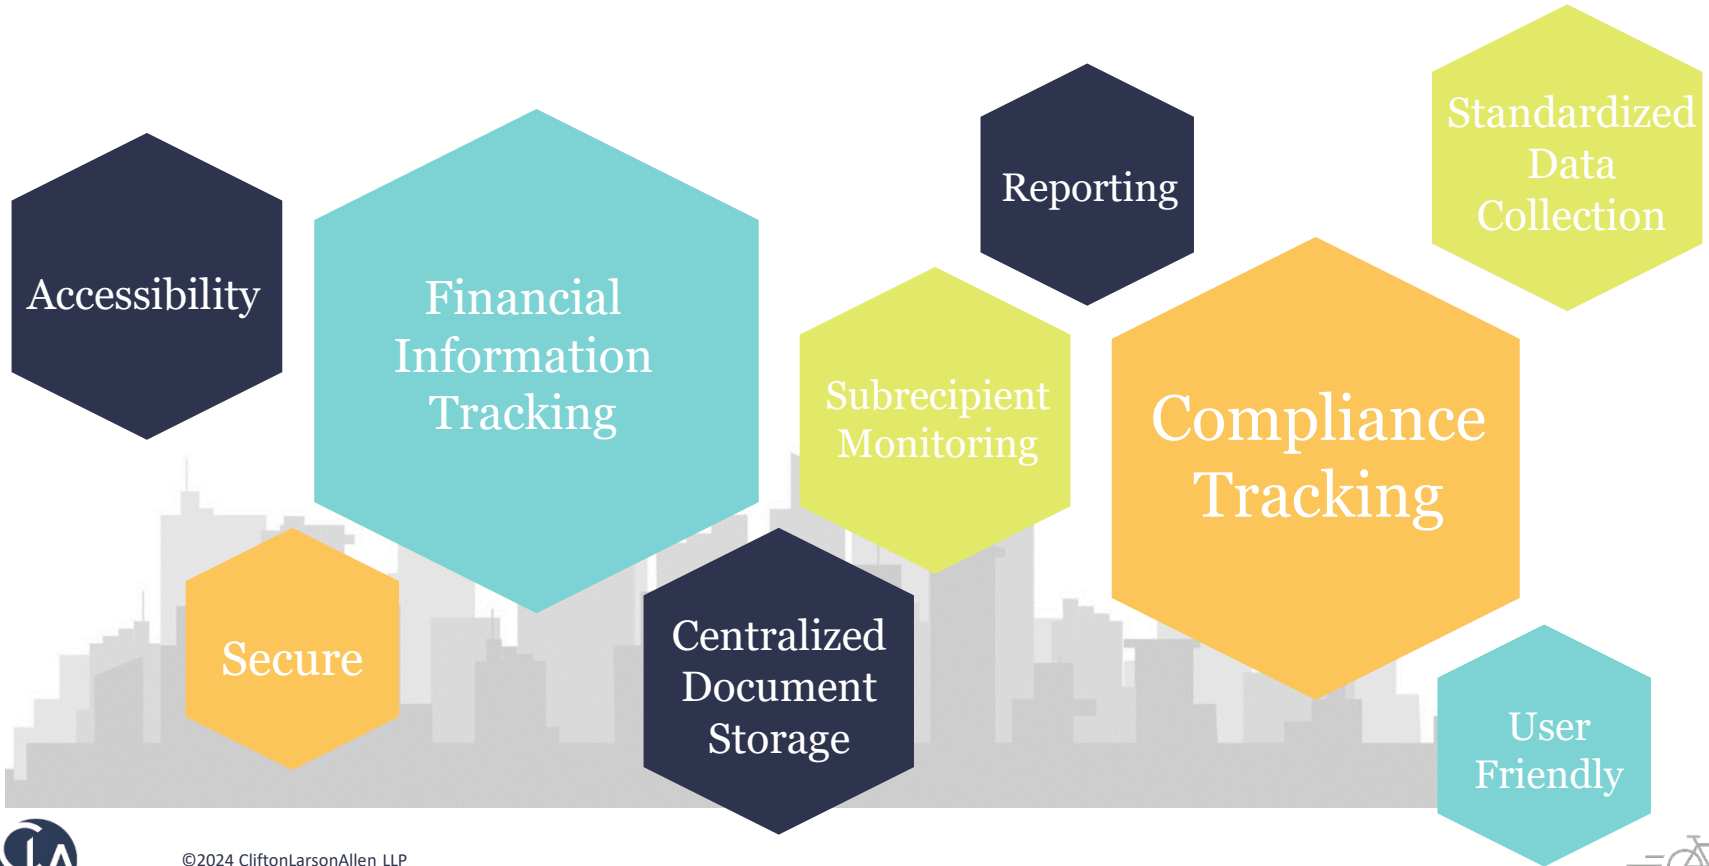 Accessibility
Financial
Information
Tracking
Reporting
Standardized
Data
Collection
Subrecipient
Monitoring
Compliance
Tracking
Secure
Centralized
Document
Storage
User
Friendly
CLA
©2024 CliftonLarsonAllen LLP